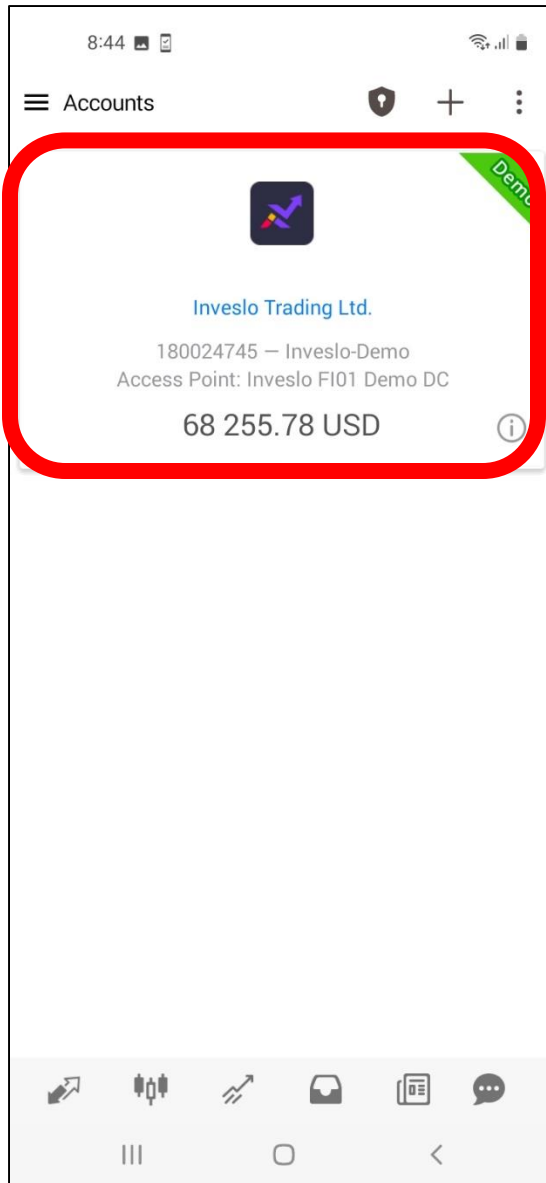 8:44
Accounts
Demo
Inveslo Trading Ltd.
180024745 — Inveslo-Demo
Access Point: Inveslo FI01 Demo DC
68 255.78 USD